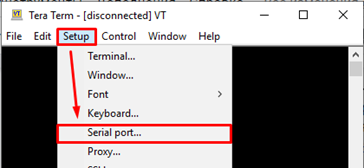 Tera Term - [disconnected] VT
File Edit Setup Control Window Help
Terminal...
Window...
Font
Keyboard...
Serial port...
Proxy...